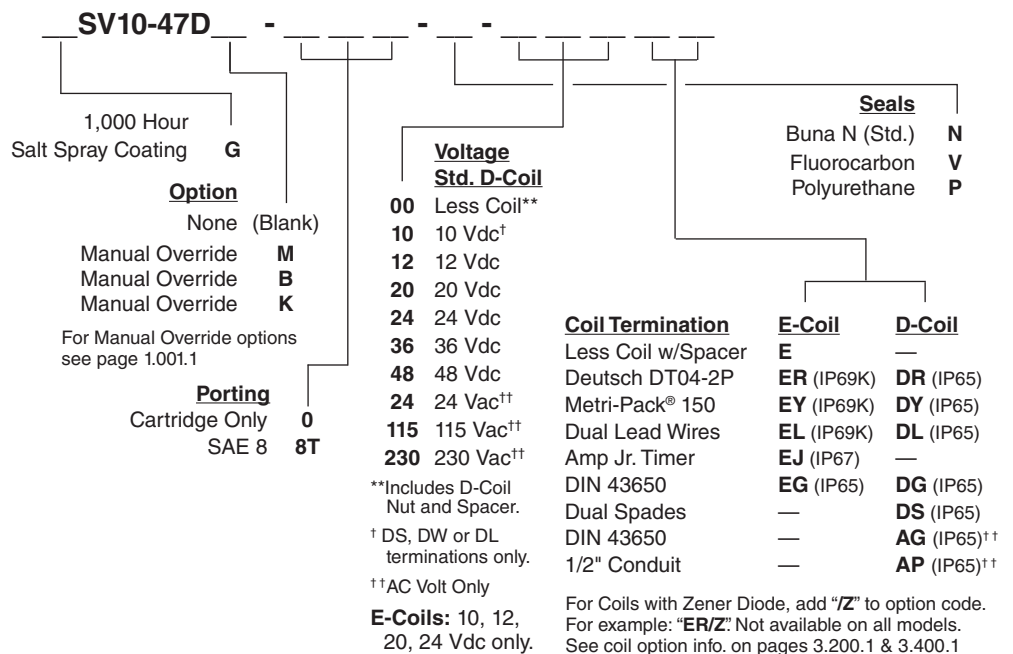 __SV10-47D__ - __ __ __ - __ - __ __ __ __ __
1,000 Hour
Salt Spray Coating G
Option
None (Blank)
Manual Override M
Manual Override B
Manual Override K
For Manual Override options
see page 1.001.1
Porting
Cartridge Only 0
SAE 8 8T
Voltage
Std. D-Coil
00 Less Coil**
10 10 Vdc†
12 12 Vdc
20 20 Vdc
24 24 Vdc
36 36 Vdc
48 48 Vdc
24 24 Vac††
115 115 Vac††
230 230 Vac††
**Includes D-Coil
Nut and Spacer.
† DS, DW or DL
terminations only.
††AC Volt Only
E-Coils: 10, 12,
20, 24 Vdc only.
Seals
Buna N (Std.) N
Fluorocarbon V
Polyurethane P
Coil Termination E-Coil D-Coil
Less Coil w/Spacer E —
Deutsch DT04-2P ER (IP69K) DR (IP65)
Metri-Pack® 150 EY (IP69K) DY (IP65)
Dual Lead Wires EL (IP69K) DL (IP65)
Amp Jr. Timer EJ (IP67) —
DIN 43650 EG (IP65) DG (IP65)
Dual Spades — DS (IP65)
DIN 43650 — AG (IP65)††
1/2" Conduit — AP (IP65)††
For Coils with Zener Diode, add “/Z” to option code.
For example: “ER/Z”. Not available on all models.
See coil option info. on pages 3.200.1 & 3.400.1